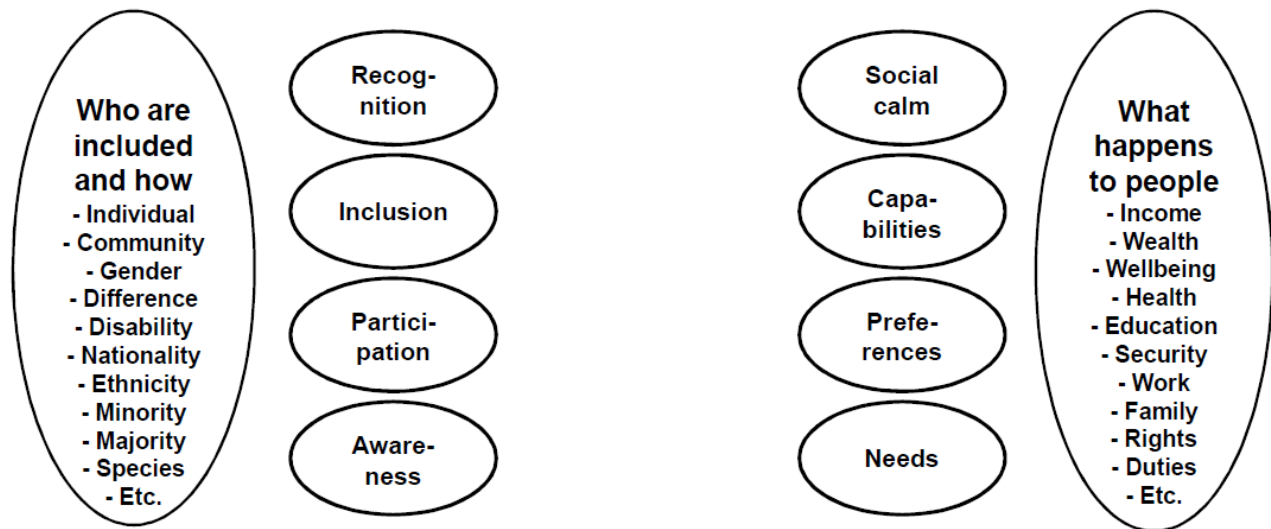 Who are
included
and how
- Individual
- Community
- Gender
- Difference
- Disability
- Nationality
- Ethnicity
- Minority
- Majority
- Species
- Etc.
Recog-
nition
Inclusion
Partici-
pation
Aware-
ness
Social
calm
Capa-
bilities
Prefe-
rences
Needs
What
happens
to people
- Income
- Wealth
- Wellbeing
- Health
- Education
- Security
- Work
- Family
- Rights
- Duties
- Etc.